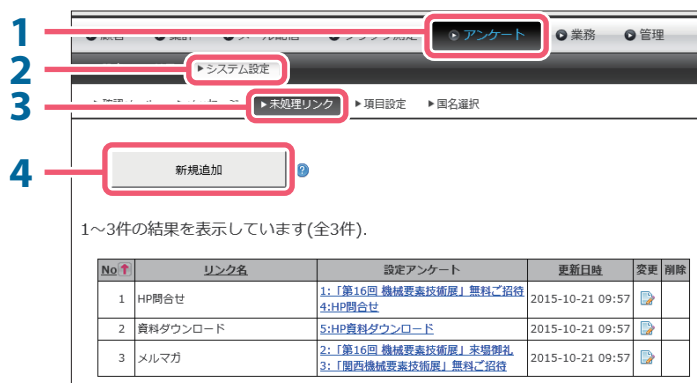 1
アンケート
業務
管理
2
システム設定
3
未処理リンク
項目設定
国名選択
4
新規追加
?
1～3件の結果を表示しています(全3件).
No リンク名 設定アンケート 更新日時 変更 削除
1 HP問合せ 1:「第16回 機械要素技術展」無料ご招待
4:HP問合せ 2015-10-21 09:57
2 資料ダウンロード 5:HP資料ダウンロード 2015-10-21 09:57
3 メルマガ 2:「第16回 機械要素技術展」来場御礼
3:「関西機械要素技術展」無料ご招待 2015-10-21 09:57